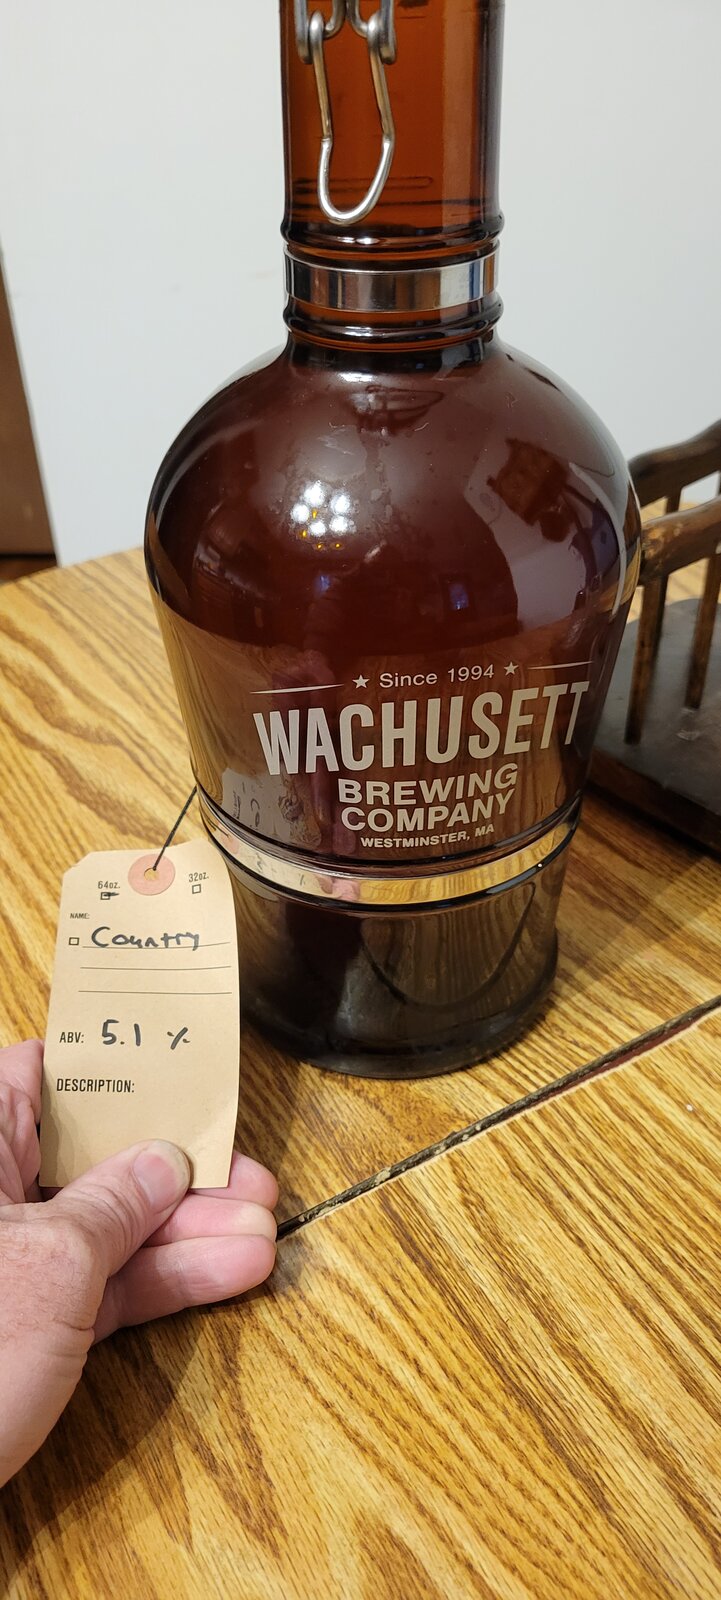 ★ Since 1994 ★
WACHUSETT
BREWING
COMPANY
WESTMINSTER, MA
64oz. 32oz.
NAME:
Country
ABV: 5.1 %
DESCRIPTION: